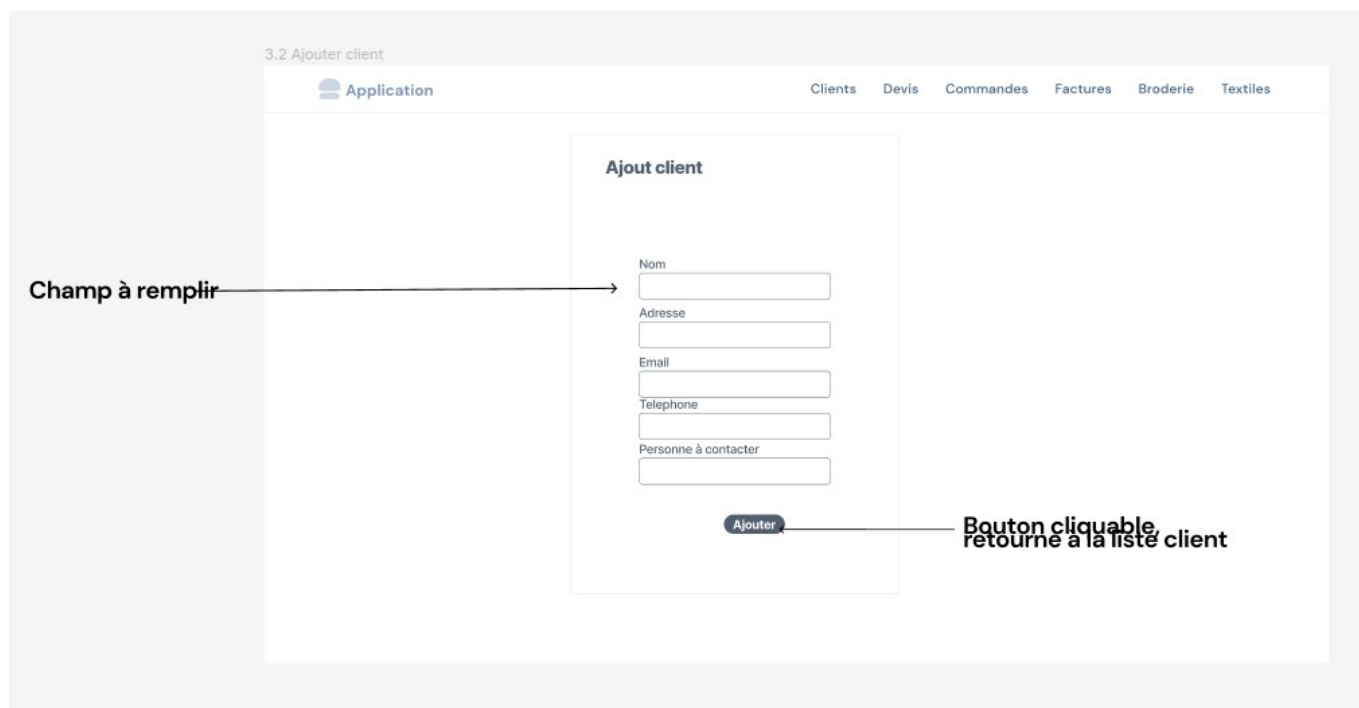 3.2 Ajouter client
Application
Clients Devis Commandes Factures Broderie Textiles
Ajout client
Nom
Champ à remplir
Adresse
Email
Telephone
Personne à contacter
Ajouter
Bouton cliquable,
retourne à la liste client